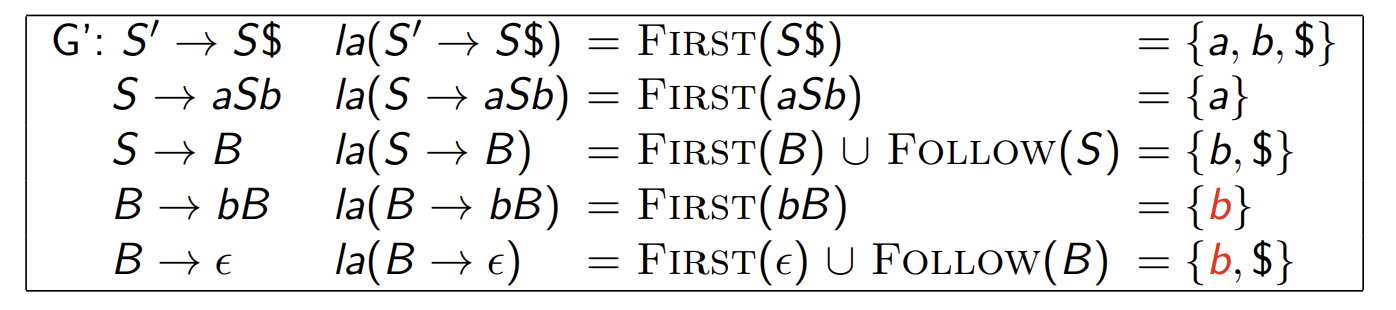 G': S′ → S$ la(S′ → S$) = FIRST(S$) = {a, b, $}
S → aSb la(S → aSb) = FIRST(aSb) = {a}
S → B la(S → B) = FIRST(B) ∪ FOLLOW(S) = {b, $}
B → bB la(B → bB) = FIRST(bB) = {b}
B → ϵ la(B → ϵ) = FIRST(ϵ) ∪ FOLLOW(B) = {b, $}